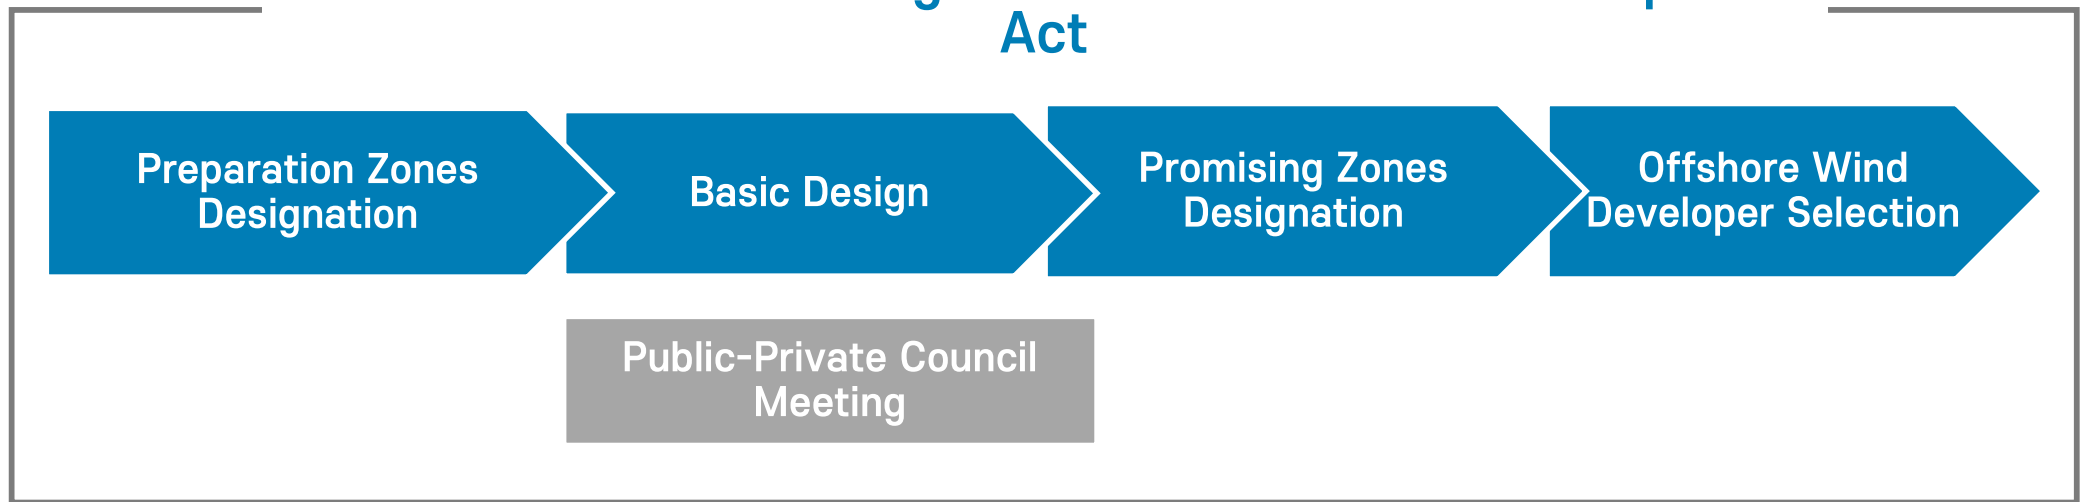 Act
Preparation Zones
Designation
Basic Design
Promising Zones
Designation
Offshore Wind
Developer Selection
Public-Private Council
Meeting